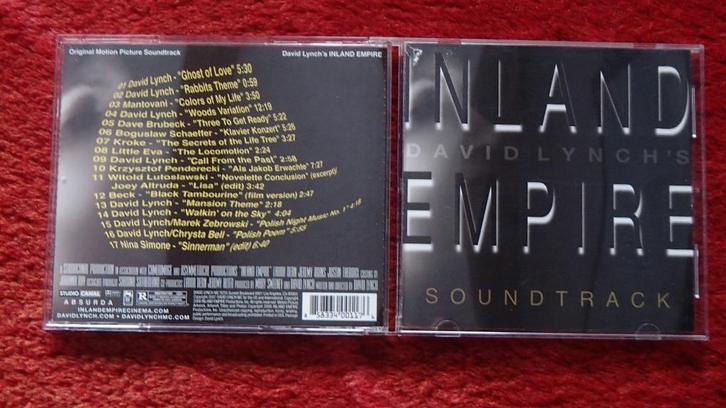 Original Motion Picture Soundtrack
David Lynch's INLAND EMPIRE
01 David Lynch - "Ghost of Love" 5:30
02 David Lynch - "Rabbits Theme" 0:59
03 Mantovani - "Colors of My Life" 3:50
04 David Lynch - "Woods Variation" 12:19
05 Dave Brubeck - "Three To Get Ready" 5:22
06 Boguslaw Schaeffer - "Klavier Konzert" 5:26
07 Kroke - "The Secrets of the Life Tree" 3:27
08 Little Eva - "The Locomotion" 2:24
09 David Lynch - "Call From the Past" 2:58
10 Krzysztof Penderecki - "Als Jakob Erwachte" 7:27
11 Witold Lutoslawski - "Novelette Conclusion" (excerpt)
Joey Altruda - "Lisa" (edit) 3:42
12 Beck - "Black Tambourine" (film version) 2:47
13 David Lynch - "Mansion Theme" 2:18
14 David Lynch - "Walkin' on the Sky" 4:04
15 David Lynch/Marek Zebrowski - "Polish Night Music No. 1" 4:18
16 David Lynch/Chrysta Bell - "Polish Poem" 5:55
17 Nina Simone - "Sinnerman" (edit) 6:40
STUDIO CANAL
ABSURDA
R
INLANDEMPIRECINEMA.COM
DAVIDLYNCH.COM • DAVIDLYNCHMC.COM
8 58334 00117
INLAND
DAVID LYNCH'S
EMPIRE
SOUNDTRACK